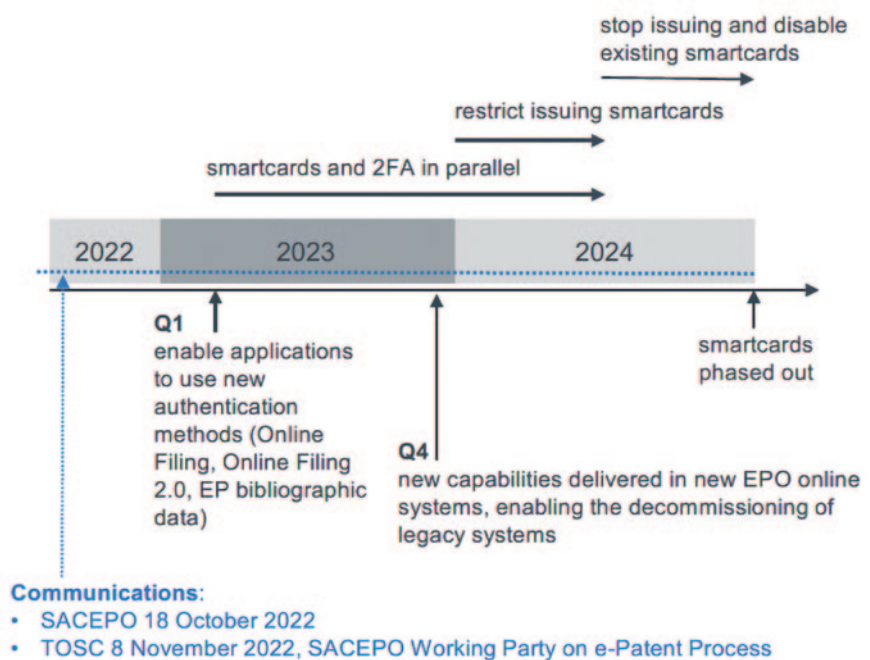 stop issuing and disable
existing smartcards
restrict issuing smartcards
smartcards and 2FA in parallel
2022
2023
2024
Q1
enable applications
to use new
authentication
methods (Online
Filing, Online Filing
2.0, EP bibliographic
data)
Q4
new capabilities delivered in new EPO online
systems, enabling the decommissioning of
legacy systems
smartcards
phased out
Communications:
• SACEPO 18 October 2022
• TOSC 8 November 2022, SACEPO Working Party on e-Patent Process